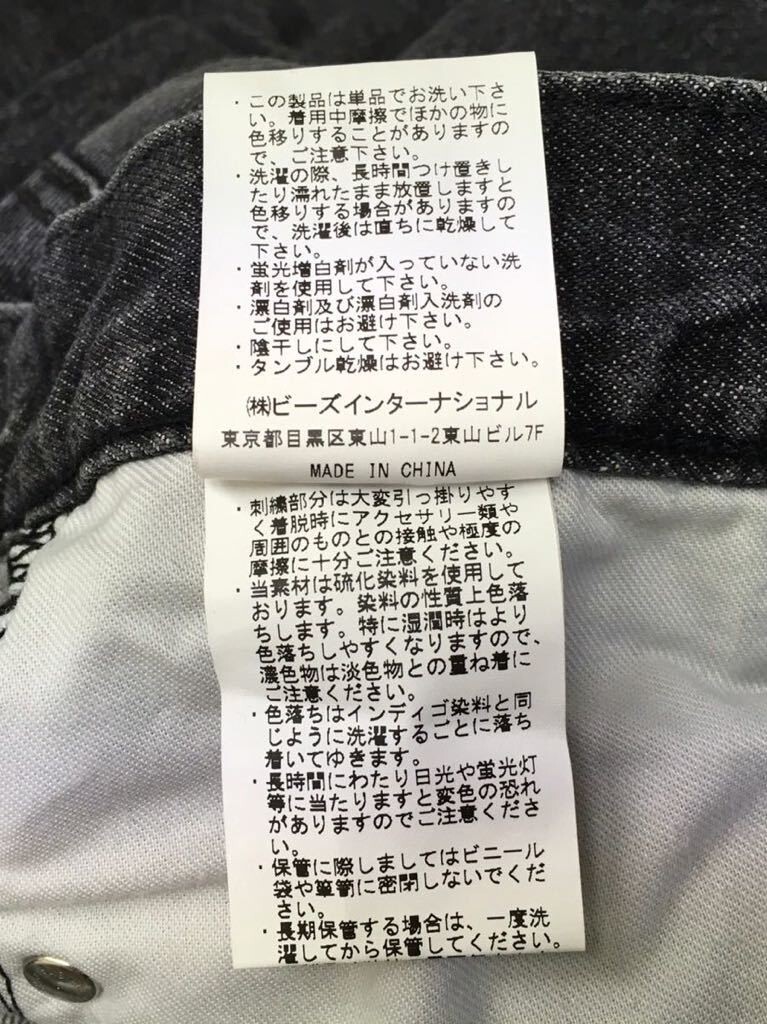 ・この製品は単品でお洗い下さ
い。着用中摩擦でほかの物に
色移りすることがありますの
で、ご注意下さい。
・洗濯の際、長時間つけ置きし
たり濡れたまま放置しますと
色移りする場合がありますの
で、洗濯後は直ちに乾燥して
下さい。
・蛍光増白剤が入っていない洗
剤を使用して下さい。
・漂白剤及び漂白剤入洗剤の
ご使用はお避け下さい。
・陰干しにして下さい。
・タンブル乾燥はお避け下さい。
㈱ビーズインターナショナル
東京都目黒区東山1-1-2東山ビル7F
MADE IN CHINA
・刺繍部分は大変引っ掛りやす
く着脱時にアクセサリー類や
周囲のものとの接触や極度の
摩擦に十分ご注意ください。
・当素材は硫化染料を使用して
おります。染料の性質上色落
ちします。特に湿潤時はより
色落ちしやすくなりますので、
濃色物は淡色物との重ね着に
ご注意ください。
・色落ちはインディゴ染料と同
じように洗濯するごとに落ち
着いてゆきます。
・長時間にわたり日光や蛍光灯
等に当たりますと変色の恐れ
がありますのでご注意くださ
い。
・保管に際しましてはビニール
袋や箪笥に密閉しないでくだ
さい。
・長期保管する場合は、一度洗
濯してから保管してください。